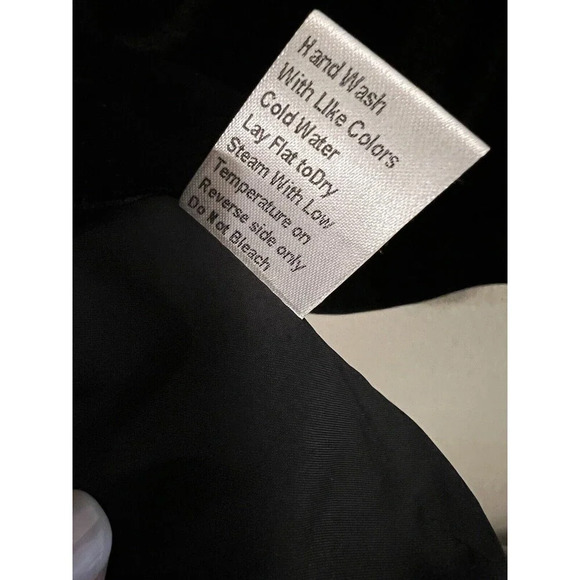 Hand Wash
With LIke Colors
Cold Water
Lay Flat toDry
Steam With Low
Temperature on
Reverse side only
Do Not Bleach